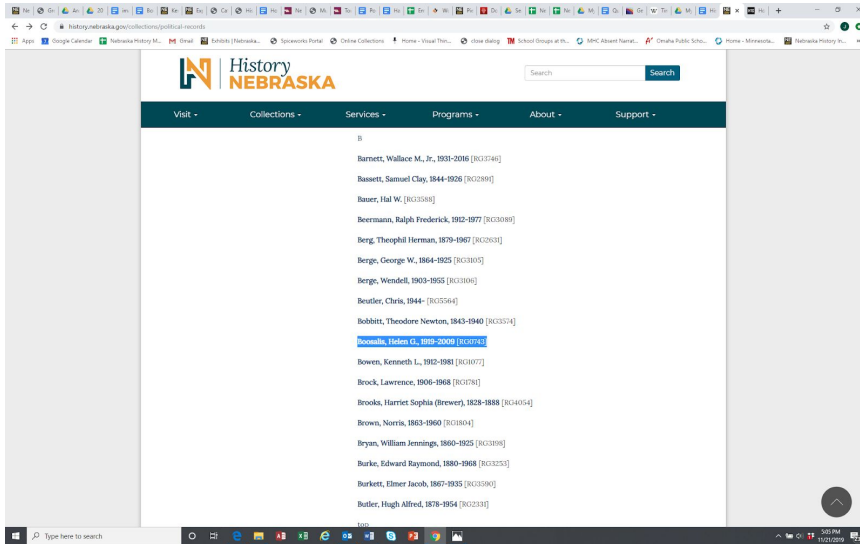 history.nebraska.gov/collections/political-records
Apps Google Calendar Nebraska History M... Gmail Exhibits | Nebraska... Spiceworks Portal Online Collections Home - Visual Thin... close dialog School Groups at th... MHC Absent Narrat... Omaha Public Scho... Home - Minnesota... Nebraska History In...
History
NEBRASKA
Search Search
Visit Collections Services Programs About Support
B
Barnett, Wallace M., Jr., 1931-2016 [RG3746]
Bassett, Samuel Clay, 1844-1926 [RG2891]
Bauer, Hal W. [RG3588]
Beermann, Ralph Frederick, 1912-1977 [RG3089]
Berg, Theophil Herman, 1879-1967 [RG2631]
Berge, George W., 1864-1925 [RG3105]
Berge, Wendell, 1903-1955 [RG3106]
Beutler, Chris, 1944- [RG5564]
Bobbitt, Theodore Newton, 1843-1940 [RG3574]
Boosalis, Helen G., 1919-2009 [RG0743]
Bowen, Kenneth L., 1912-1981 [RG1077]
Brock, Lawrence, 1906-1968 [RG1781]
Brooks, Harriet Sophia (Brewer), 1828-1888 [RG4054]
Brown, Norris, 1863-1960 [RG1804]
Bryan, William Jennings, 1860-1925 [RG3198]
Burke, Edward Raymond, 1880-1968 [RG3253]
Burkett, Elmer Jacob, 1867-1935 [RG3590]
Butler, Hugh Alfred, 1878-1954 [RG2331]
top
Type here to search
5:05 PM
11/21/2019